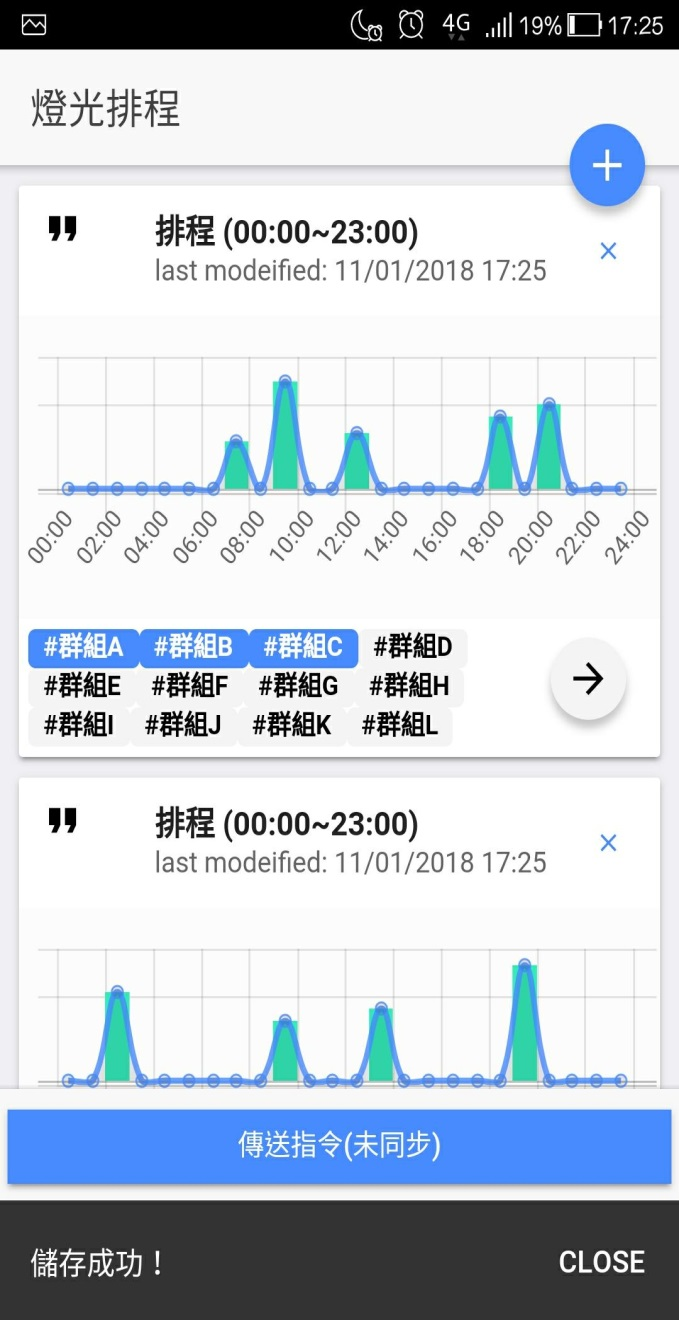 4G 19% 17:25
燈光排程
+
排程 (00:00~23:00)
last modeified: 11/01/2018 17:25
×
00:00 02:00 04:00 06:00 08:00 10:00 12:00 14:00 16:00 18:00 20:00 22:00 24:00
#群組A #群組B #群組C #群組D
#群組E #群組F #群組G #群組H
#群組I #群組J #群組K #群組L
排程 (00:00~23:00)
last modeified: 11/01/2018 17:25
×
傳送指令(未同步)
儲存成功！ CLOSE